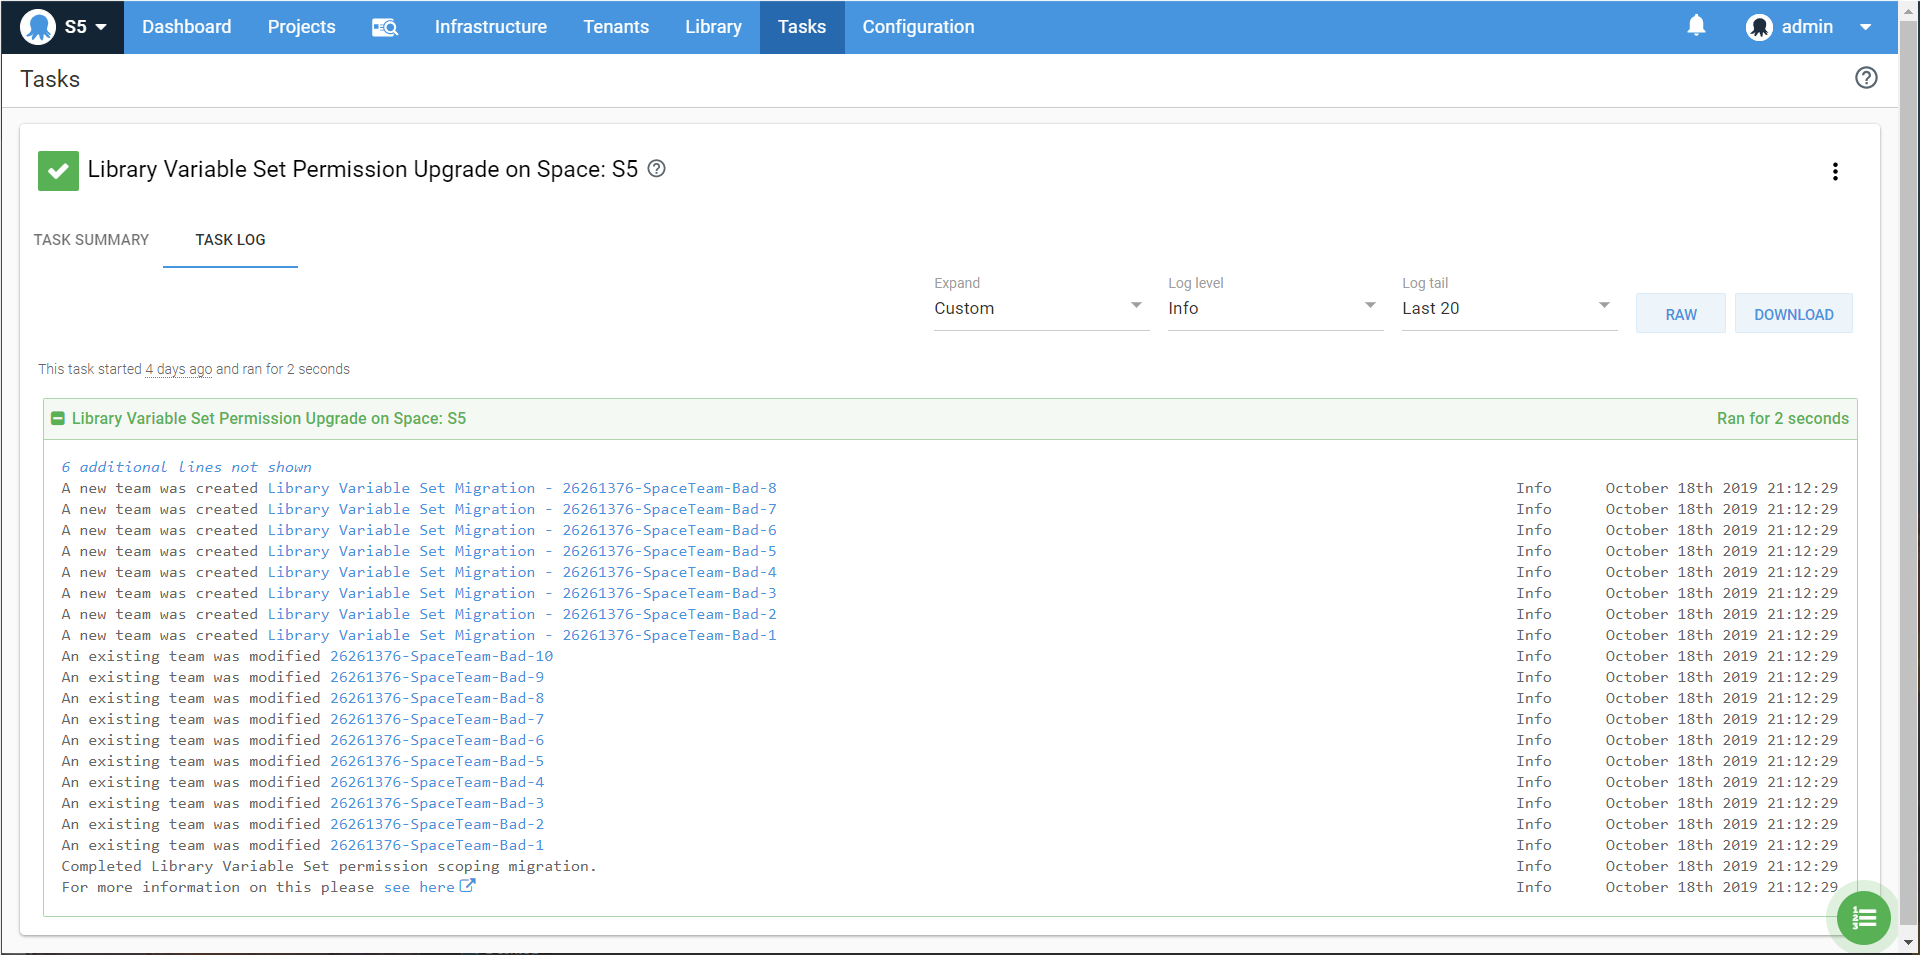 S5 Dashboard Projects Infrastructure Tenants Library Tasks Configuration admin
Tasks
Library Variable Set Permission Upgrade on Space: S5
TASK SUMMARY TASK LOG
Expand Log level Log tail
Custom Info Last 20 RAW DOWNLOAD
This task started 4 days ago and ran for 2 seconds
Library Variable Set Permission Upgrade on Space: S5 Ran for 2 seconds
6 additional lines not shown
A new team was created Library Variable Set Migration - 26261376-SpaceTeam-Bad-8 Info October 18th 2019 21:12:29
A new team was created Library Variable Set Migration - 26261376-SpaceTeam-Bad-7 Info October 18th 2019 21:12:29
A new team was created Library Variable Set Migration - 26261376-SpaceTeam-Bad-6 Info October 18th 2019 21:12:29
A new team was created Library Variable Set Migration - 26261376-SpaceTeam-Bad-5 Info October 18th 2019 21:12:29
A new team was created Library Variable Set Migration - 26261376-SpaceTeam-Bad-4 Info October 18th 2019 21:12:29
A new team was created Library Variable Set Migration - 26261376-SpaceTeam-Bad-3 Info October 18th 2019 21:12:29
A new team was created Library Variable Set Migration - 26261376-SpaceTeam-Bad-2 Info October 18th 2019 21:12:29
A new team was created Library Variable Set Migration - 26261376-SpaceTeam-Bad-1 Info October 18th 2019 21:12:29
An existing team was modified 26261376-SpaceTeam-Bad-10 Info October 18th 2019 21:12:29
An existing team was modified 26261376-SpaceTeam-Bad-9 Info October 18th 2019 21:12:29
An existing team was modified 26261376-SpaceTeam-Bad-8 Info October 18th 2019 21:12:29
An existing team was modified 26261376-SpaceTeam-Bad-7 Info October 18th 2019 21:12:29
An existing team was modified 26261376-SpaceTeam-Bad-6 Info October 18th 2019 21:12:29
An existing team was modified 26261376-SpaceTeam-Bad-5 Info October 18th 2019 21:12:29
An existing team was modified 26261376-SpaceTeam-Bad-4 Info October 18th 2019 21:12:29
An existing team was modified 26261376-SpaceTeam-Bad-3 Info October 18th 2019 21:12:29
An existing team was modified 26261376-SpaceTeam-Bad-2 Info October 18th 2019 21:12:29
An existing team was modified 26261376-SpaceTeam-Bad-1 Info October 18th 2019 21:12:29
Completed Library Variable Set permission scoping migration. Info October 18th 2019 21:12:29
For more information on this please see here Info October 18th 2019 21:12:29